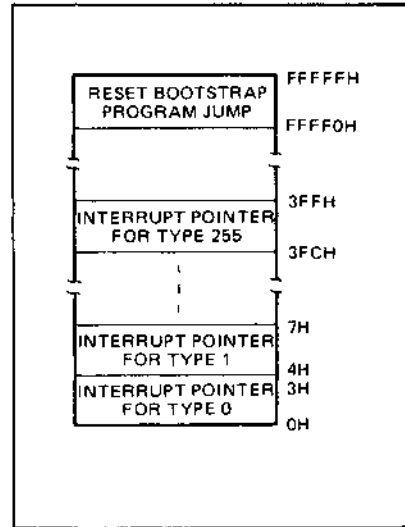 FFFFFH
RESET BOOTSTRAP
PROGRAM JUMP
FFFF0H
3FFH
INTERRUPT POINTER
FOR TYPE 255
3FCH
7H
INTERRUPT POINTER
FOR TYPE 1
4H
3H
INTERRUPT POINTER
FOR TYPE 0
0H